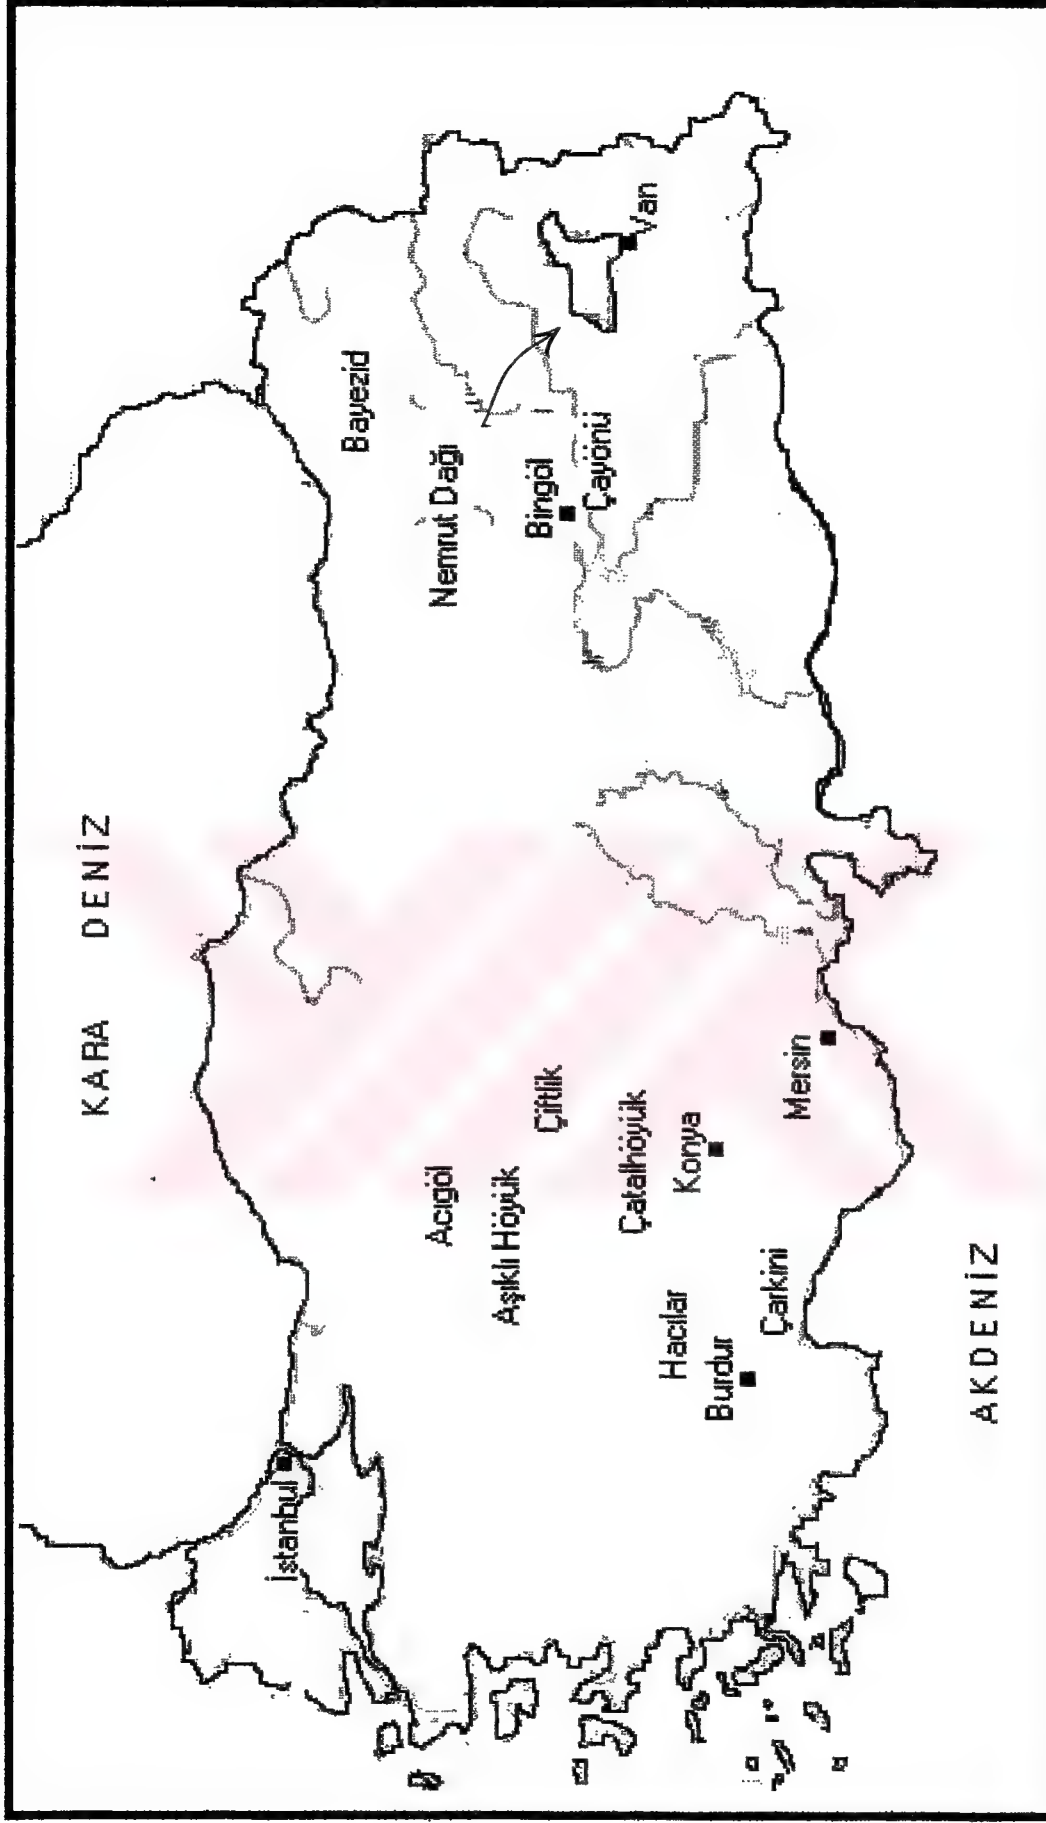 KARA DENİZ
İstanbul
Bayezid
Acıgöl
Nemrut Dağı
Aşıklı Höyük
Çiftlik
Bingöl
Çayönü
Van
Çatalhöyük
Hacılar
Konya
Burdur
Çarkini
Mersin
AKDENİZ